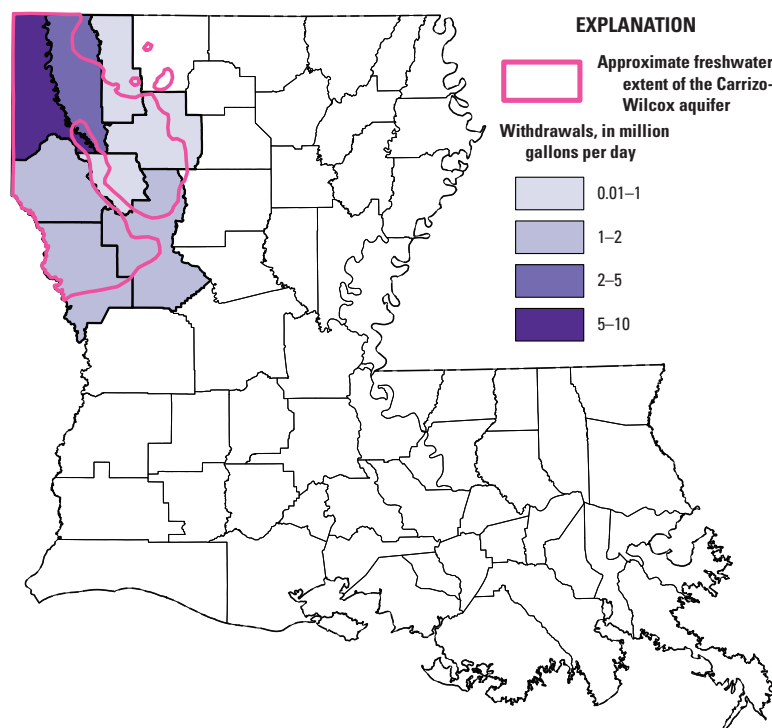 EXPLANATION
Approximate freshwater
extent of the Carrizo-
Wilcox aquifer
Withdrawals, in million
gallons per day
0.01–1
1–2
2–5
5–10